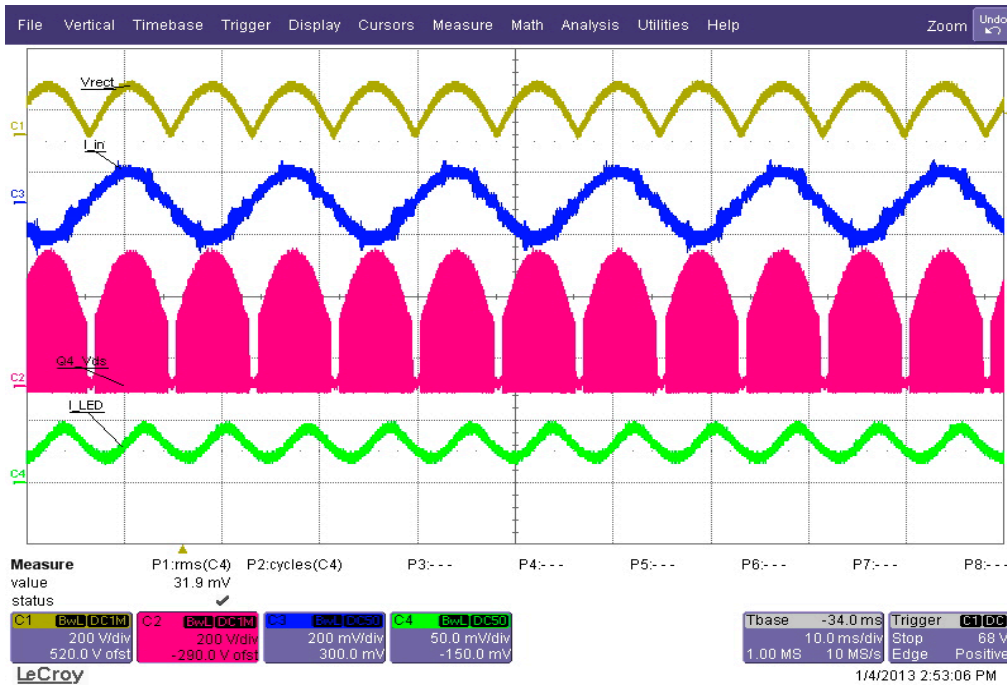 File Vertical Timebase Trigger Display Cursors Measure Math Analysis Utilities Help Zoom Undo
Vrect
C1
I_in
C3
Q4_Vds
C2
I_LED
C4
Measure P1:rms(C4) P2:cycles(C4) P3:- - - P4:- - - P5:- - - P6:- - - P7:- - - P8:- - -
value 31.9 mV
status
C1 BwL DC1M C2 BwL DC1M C3 BwL DC50 C4 BwL DC50 Tbase -34.0 ms Trigger C1 DC
200 V/div 200 V/div 200 mV/div 50.0 mV/div 10.0 ms/div Stop 68 V
520.0 V ofst -290.0 V ofst 300.0 mV -150.0 mV 1.00 MS 10 MS/s Edge Positive
LeCroy 1/4/2013 2:53:06 PM